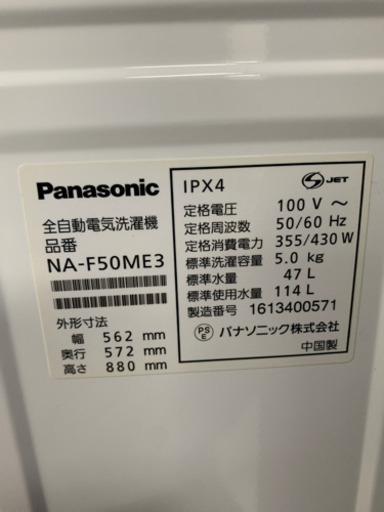 Panasonic
全自動電気洗濯機
品番
NA-F50ME3
外形寸法
幅 562 mm
奥行 572 mm
高さ 880 mm
IPX4
S JET
定格電圧 100 V ～
定格周波数 50/60 Hz
定格消費電力 355/430 W
標準洗濯容量 5.0 kg
標準水量 47 L
標準使用水量 114 L
製造番号 1613400571
PS E パナソニック株式会社
中国製